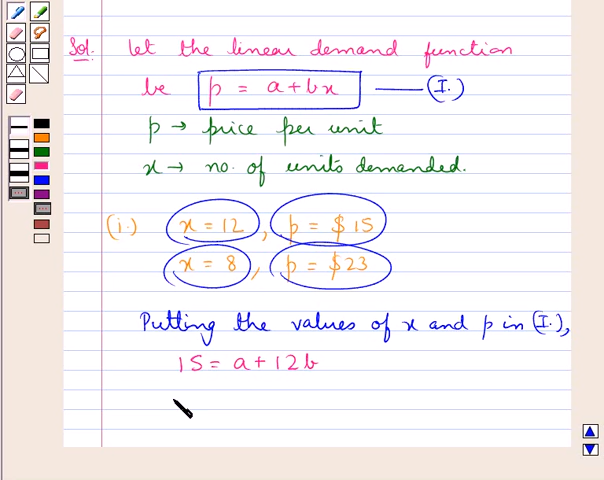 Sol. Let the linear demand function
be p = a + bx —— (I.)
p → price per unit
x → no. of units demanded.
(i.) x = 12, p = $15
x = 8, p = $23
Putting the values of x and p in (I.),
15 = a + 12b